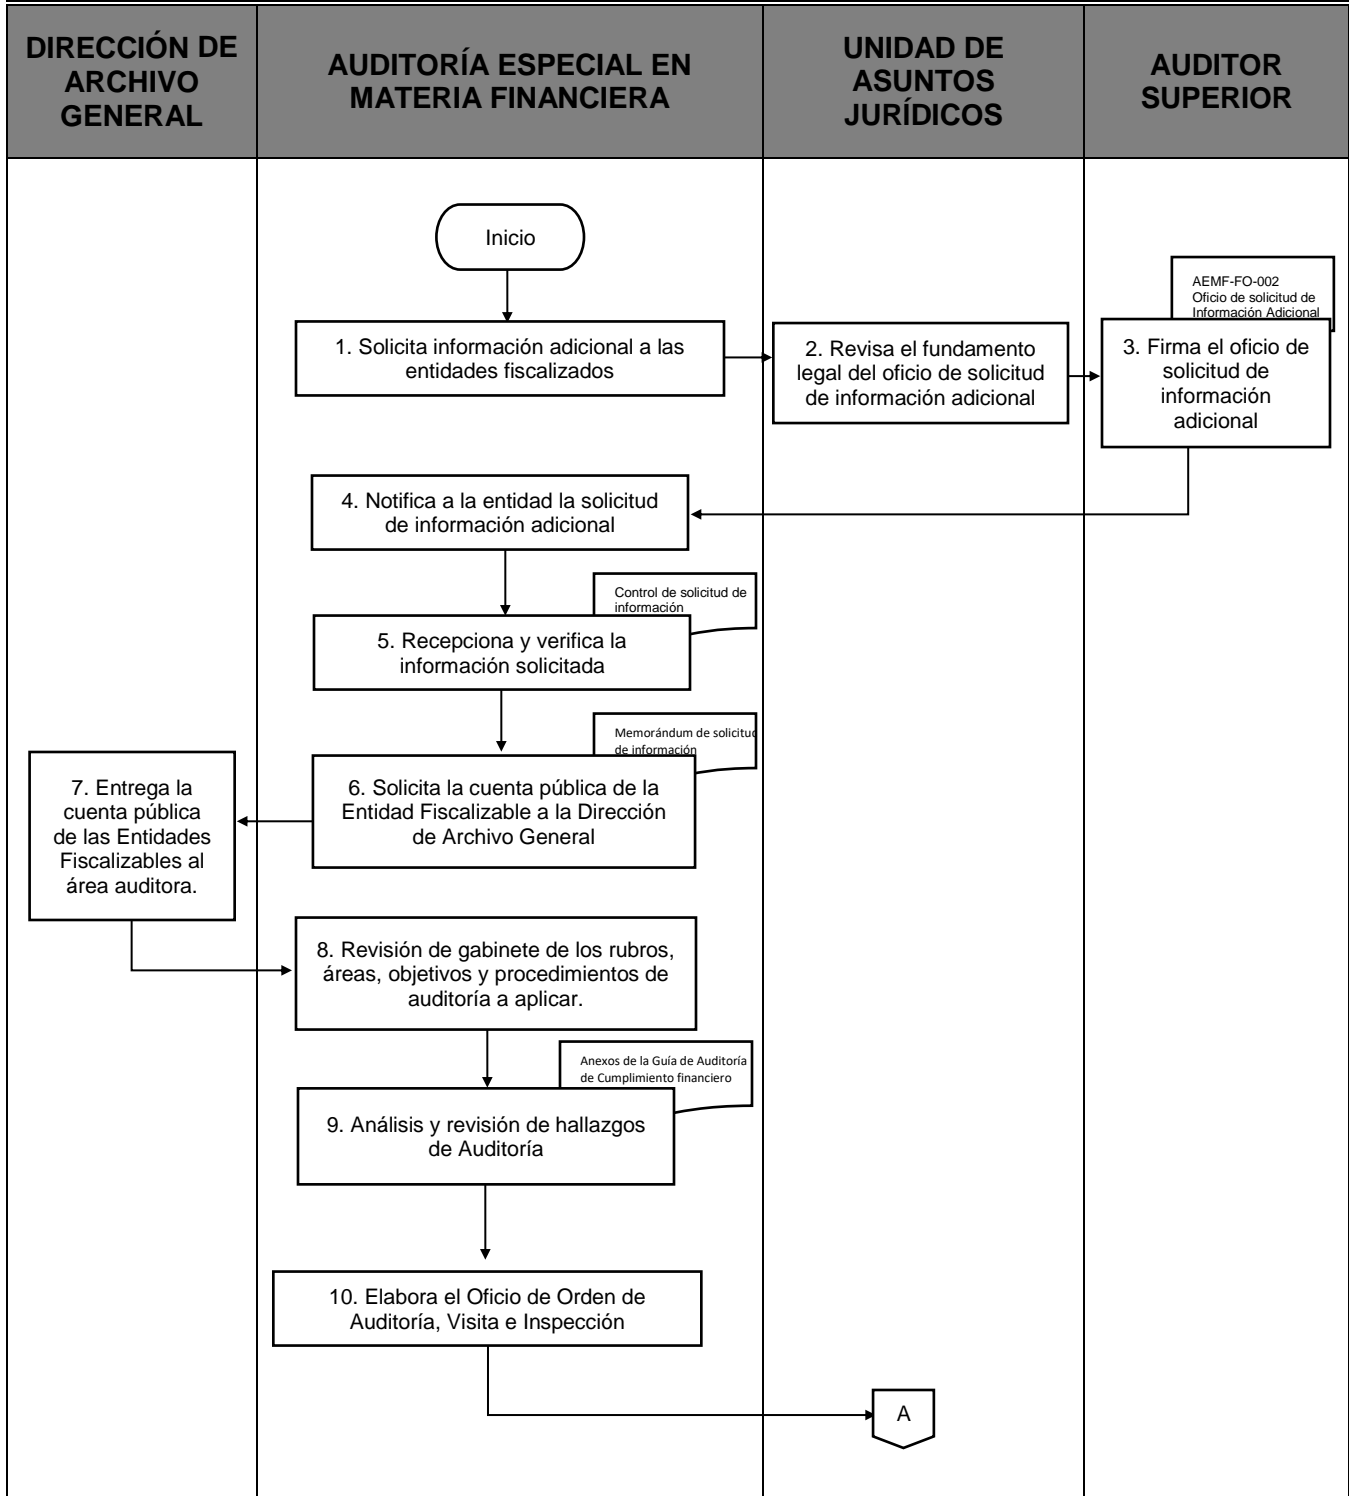 DIRECCIÓN DE
ARCHIVO
GENERAL
AUDITORÍA ESPECIAL EN
MATERIA FINANCIERA
UNIDAD DE
ASUNTOS
JURÍDICOS
AUDITOR
SUPERIOR
Inicio
1. Solicita información adicional a las
entidades fiscalizados
2. Revisa el fundamento
legal del oficio de solicitud
de información adicional
AEMF-FO-002
Oficio de solicitud de
Información Adicional
3. Firma el oficio de
solicitud de
información
adicional
4. Notifica a la entidad la solicitud
de información adicional
Control de solicitud de
información
5. Recepciona y verifica la
información solicitada
Memorándum de solicitud
de información
6. Solicita la cuenta pública de la
Entidad Fiscalizable a la Dirección
de Archivo General
7. Entrega la
cuenta pública
de las Entidades
Fiscalizables al
área auditora.
8. Revisión de gabinete de los rubros,
áreas, objetivos y procedimientos de
auditoría a aplicar.
Anexos de la Guía de Auditoría
de Cumplimiento financiero
9. Análisis y revisión de hallazgos
de Auditoría
10. Elabora el Oficio de Orden de
Auditoría, Visita e Inspección
A